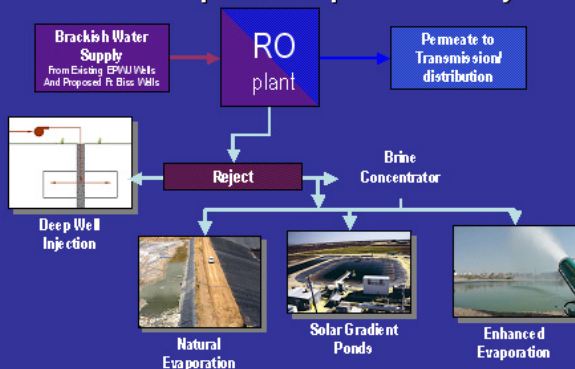 Brackish Water
Supply
From Existing EPWU Wells
And Proposed Ft Bliss Wells
RO
plant
Permeate to
Transmission/
distribution
Reject
Brine
Concentrator
Deep Well
Injection
Natural
Evaporation
Solar Gradient
Ponds
Enhanced
Evaporation